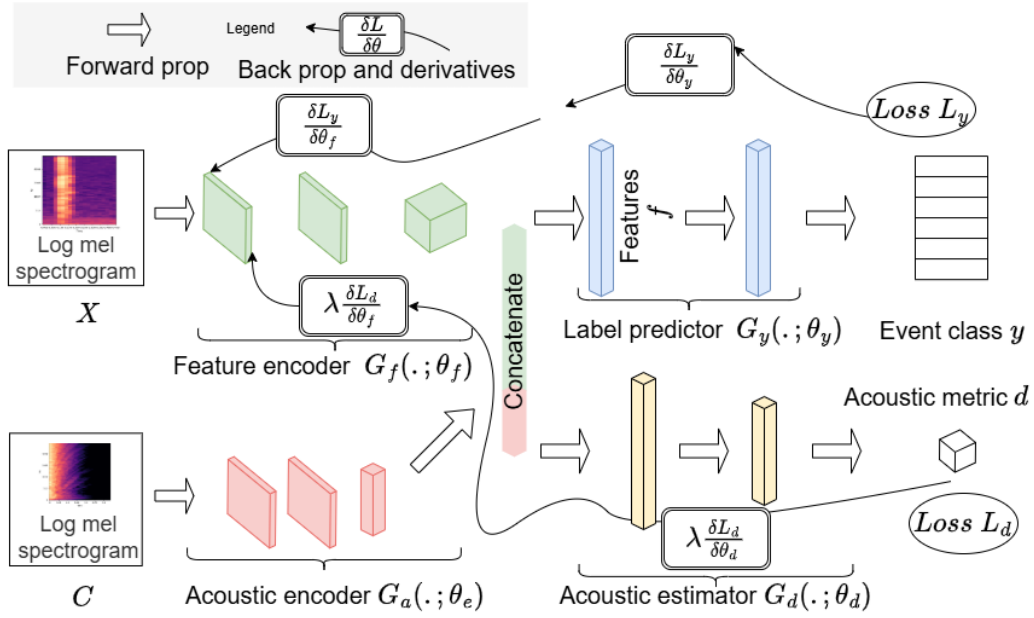 Legend
δL
δθ
Forward prop
Back prop and derivatives
δL_y
δθ_y
Loss L_y
δL_y
δθ_f
Log mel
spectrogram
X
Features f
λ δL_d
δθ_f
Concatenate
Feature encoder G_f(.;θ_f)
Label predictor G_y(.;θ_y)
Event class y
Acoustic metric d
Log mel
spectrogram
C
λ δL_d
δθ_d
Loss L_d
Acoustic encoder G_a(.;θ_e)
Acoustic estimator G_d(.;θ_d)